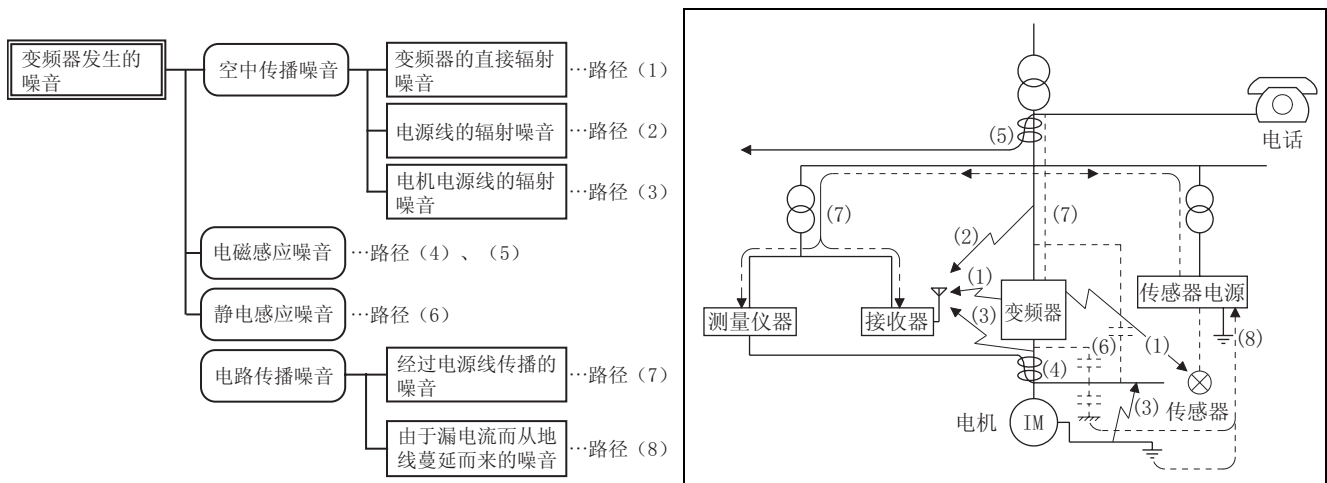 变频器发生的
噪音
空中传播噪音
变频器的直接辐射
噪音
…路径（1）
电源线的辐射噪音
…路径（2）
电机电源线的辐射
噪音
…路径（3）
电磁感应噪音
…路径（4）、（5）
静电感应噪音
…路径（6）
电路传播噪音
经过电源线传播的
噪音
…路径（7）
由于漏电流而从地
线蔓延而来的噪音
…路径（8）
电话
(5)
(7)
(7)
(2)
(1)
传感器电源
测量仪器
接收器
变频器
(3)
(6)
(1)
(8)
(4)
(3)
传感器
电机
IM